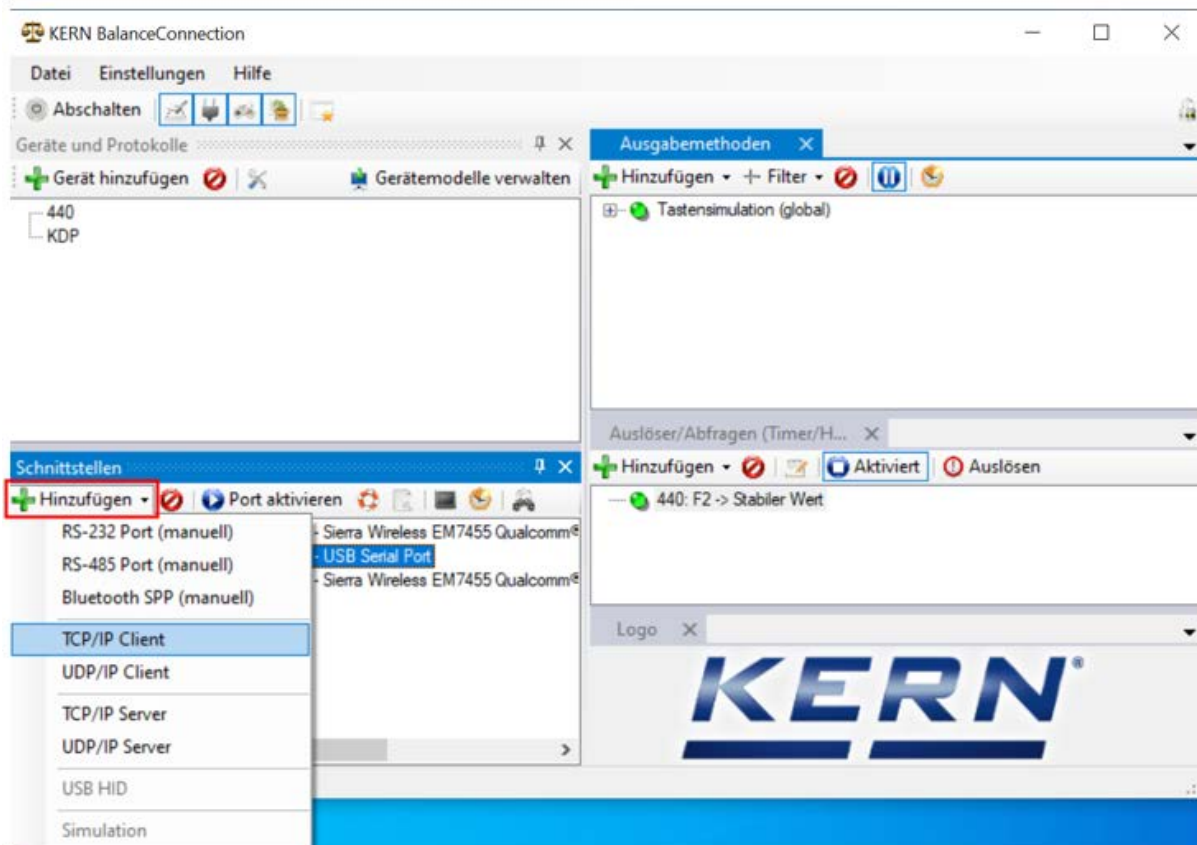 KERN BalanceConnection
Datei Einstellungen Hilfe
Abschalten
Geräte und Protokolle
Gerät hinzufügen Gerätemodelle verwalten
440
KDP
Ausgabemethoden
Hinzufügen Filter
Tastensimulation (global)
Schnittstellen
Hinzufügen Port aktivieren
RS-232 Port (manuell)
RS-485 Port (manuell)
Bluetooth SPP (manuell)
TCP/IP Client
UDP/IP Client
TCP/IP Server
UDP/IP Server
USB HID
Simulation
- Sierra Wireless EM7455 Qualcomm®
- USB Serial Port
- Sierra Wireless EM7455 Qualcomm®
Auslöser/Abfragen (Timer/H...
Hinzufügen Aktiviert Auslösen
440: F2 -> Stabiler Wert
Logo
KERN®